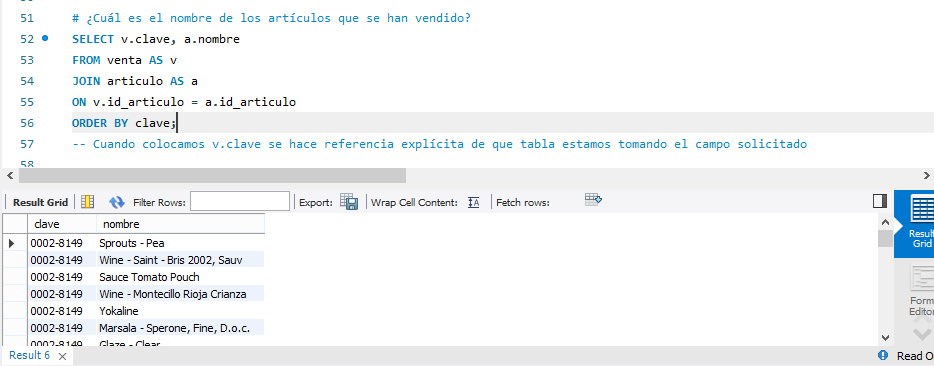 51 # ¿Cuál es el nombre de los artículos que se han vendido?
52 SELECT v.clave, a.nombre
53 FROM venta AS v
54 JOIN articulo AS a
55 ON v.id_articulo = a.id_articulo
56 ORDER BY clave;
57 -- Cuando colocamos v.clave se hace referencia explícita de que tabla estamos tomando el campo solicitado
58
Result Grid Filter Rows: Export: Wrap Cell Content: Fetch rows:
clave nombre
0002-8149 Sprouts - Pea
0002-8149 Wine - Saint - Bris 2002, Sauv
0002-8149 Sauce Tomato Pouch
0002-8149 Wine - Montecillo Rioja Crianza
0002-8149 Yokaline
0002-8149 Marsala - Sperone, Fine, D.o.c.
0002-8149 Glaze - Clear
Result
Grid
Form
Editor
Result 6 Read O